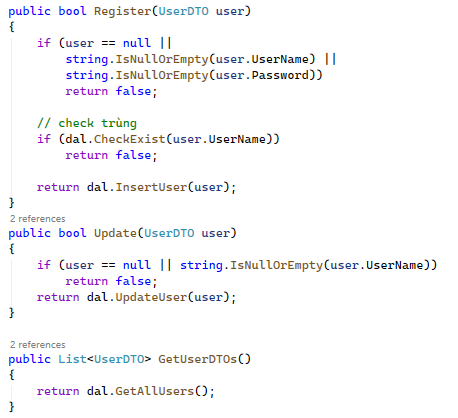 public bool Register(UserDTO user)
{
    if (user == null ||
        string.IsNullOrEmpty(user.UserName) ||
        string.IsNullOrEmpty(user.Password))
        return false;

    // check trùng
    if (dal.CheckExist(user.UserName))
        return false;

    return dal.InsertUser(user);
}
2 references
public bool Update(UserDTO user)
{
    if (user == null || string.IsNullOrEmpty(user.UserName))
        return false;
    return dal.UpdateUser(user);
}

2 references
public List<UserDTO> GetUserDTOs()
{
    return dal.GetAllUsers();
}